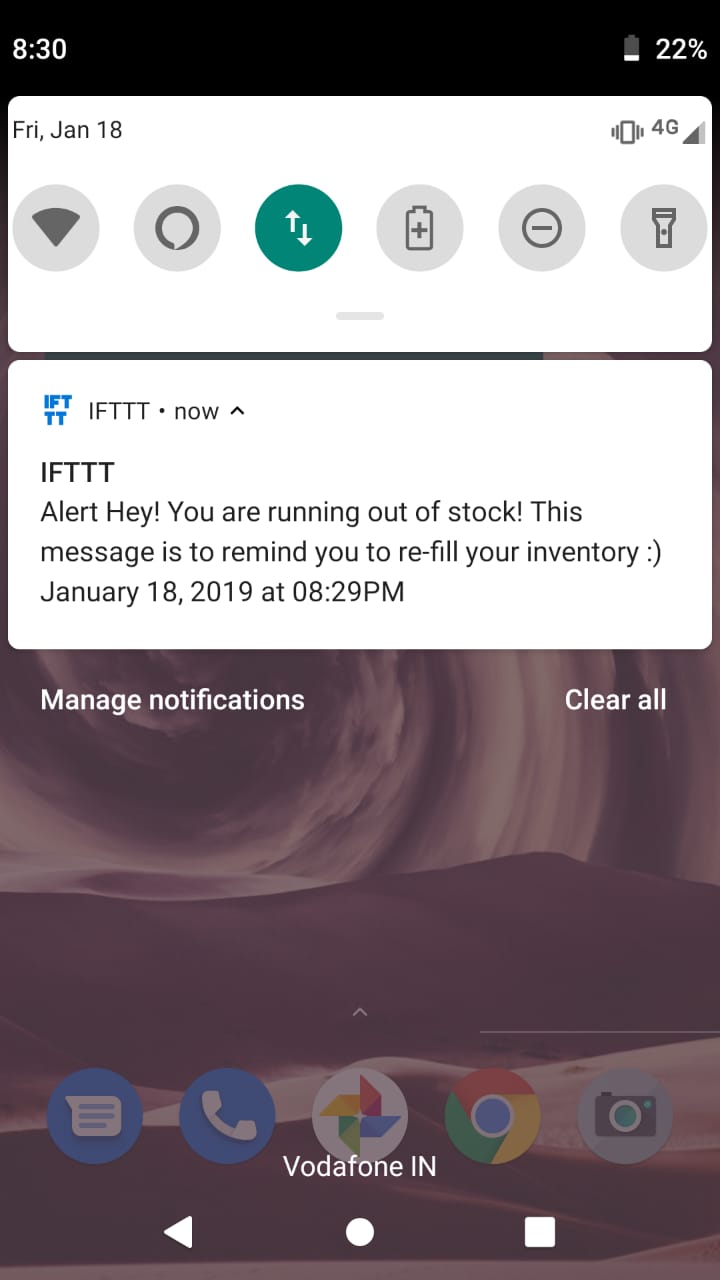 8:30 22%
Fri, Jan 18 4G
IFTTT • now
IFTTT
Alert Hey! You are running out of stock! This
message is to remind you to re-fill your inventory :)
January 18, 2019 at 08:29PM
Manage notifications Clear all
Vodafone IN